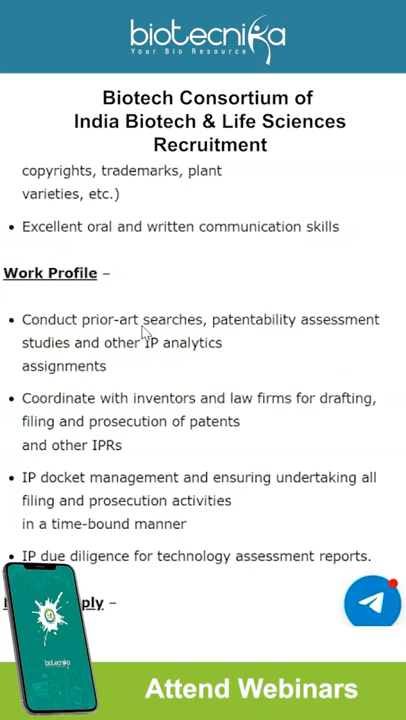 biotecnika
Your Bio Resource
Biotech Consortium of
India Biotech & Life Sciences
Recruitment
copyrights, trademarks, plant
varieties, etc.)
• Excellent oral and written communication skills
Work Profile –
• Conduct prior-art searches, patentability assessment
studies and other IP analytics
assignments
• Coordinate with inventors and law firms for drafting,
filing and prosecution of patents
and other IPRs
• IP docket management and ensuring undertaking all
filing and prosecution activities
in a time-bound manner
• IP due diligence for technology assessment reports.
biotecnika
Attend Webinars